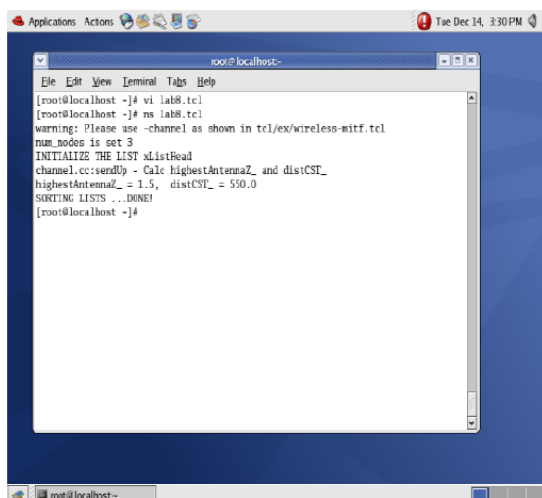 Applications Actions Tue Dec 14, 3:30 PM
root@localhost:~
File Edit View Terminal Tabs Help
[root@localhost ~]# vi lab8.tcl
[root@localhost ~]# ns lab8.tcl
warning: Please use -channel as shown in tcl/ex/wireless-mitf.tcl
num_nodes is set 3
INITIALIZE THE LIST xListHead
channel.cc:sendUp - Calc highestAntennaZ_ and distCST_
highestAntennaZ_ = 1.5, distCST_ = 550.0
SORTING LISTS ...DONE!
[root@localhost ~]#
root@localhost:~